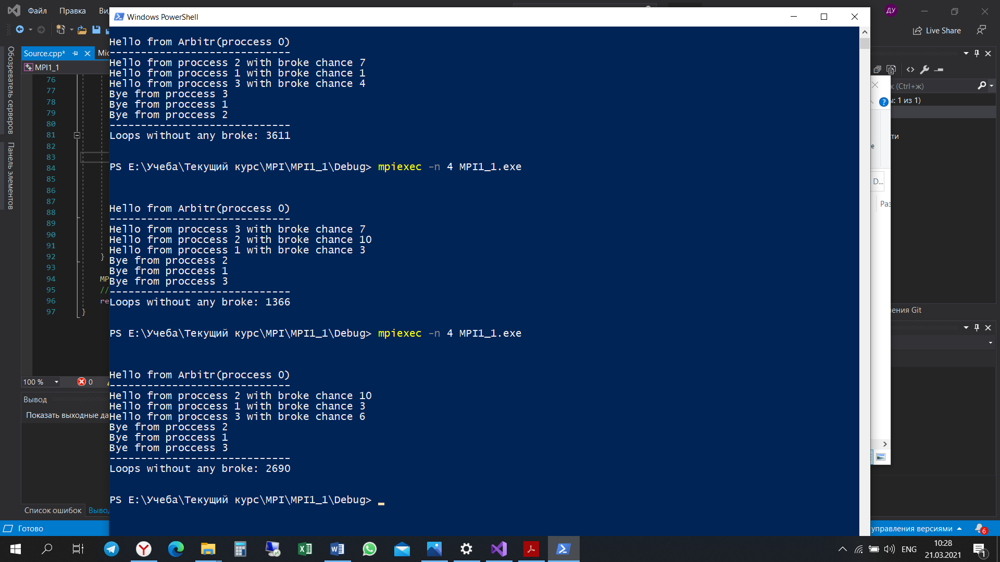 Файл Правка
ДУ
Windows PowerShell
Live Share
Source.cpp*
MPI1_1
Обозреватель серверов
Панель элементов
76
77
78
79
80
81
82
83
84
85
86
87
88
89
90
91
92 }
93
94
95 //
96
97 }
Hello from Arbitr(proccess 0)
-----------------------------
Hello from proccess 2 with broke chance 7
Hello from proccess 1 with broke chance 1
Hello from proccess 3 with broke chance 4
Bye from proccess 3
Bye from proccess 1
Bye from proccess 2
-----------------------------
Loops without any broke: 3611
PS E:\Учеба\Текущий курс\MPI\MPI1_1\Debug> mpiexec -n 4 MPI1_1.exe
Hello from Arbitr(proccess 0)
-----------------------------
Hello from proccess 3 with broke chance 7
Hello from proccess 2 with broke chance 10
Hello from proccess 1 with broke chance 3
Bye from proccess 2
Bye from proccess 1
Bye from proccess 3
-----------------------------
Loops without any broke: 1366
PS E:\Учеба\Текущий курс\MPI\MPI1_1\Debug> mpiexec -n 4 MPI1_1.exe
Hello from Arbitr(proccess 0)
-----------------------------
Hello from proccess 2 with broke chance 10
Hello from proccess 1 with broke chance 3
Hello from proccess 3 with broke chance 6
Bye from proccess 2
Bye from proccess 1
Bye from proccess 3
-----------------------------
Loops without any broke: 2690
PS E:\Учеба\Текущий курс\MPI\MPI1_1\Debug>
(Ctrl+ж)
1 из 1)
D...
100 %
0
Вывод
Показать выходные
Список ошибок
Готово
управления версиями
6
ENG
10:28
21.03.2021
1